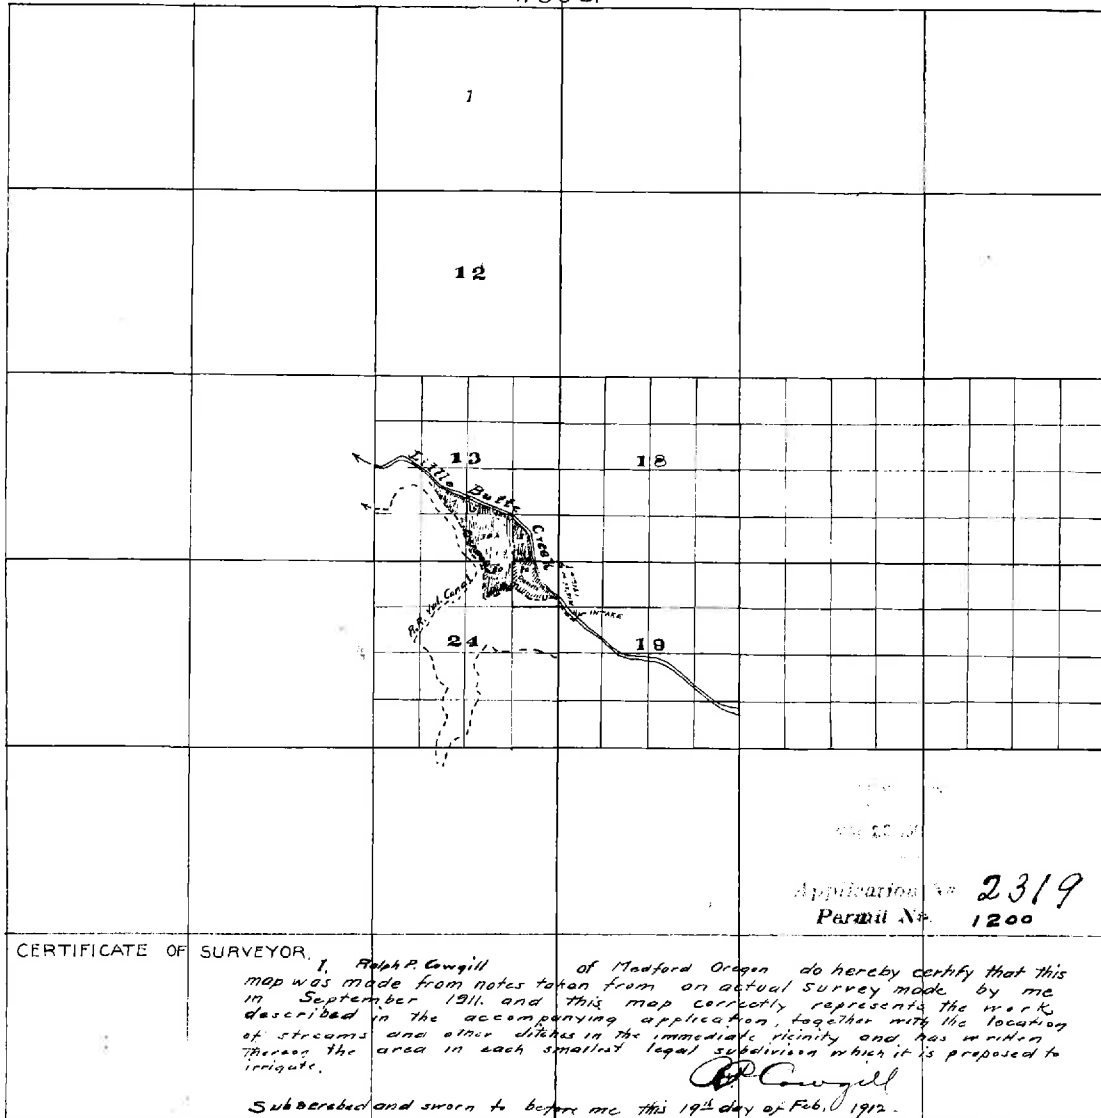 1
12
13
18
Little Butte Creek
R.R. Val. Canal
INTAKE
24
19
Application No 2319
Permit No. 1200
CERTIFICATE OF SURVEYOR.
I, Ralph P. Cowgill of Medford Oregon do hereby certify that this
map was made from notes taken from an actual survey made by me
in September 1911. and this map correctly represents the works
described in the accompanying application, together with the location
of streams and other ditches in the immediate vicinity and has written
thereon the area in each smallest legal subdivision which it is proposed to
irrigate.
RP Cowgill
Subscrebed and sworn to before me this 19th day of Feb, 1912.